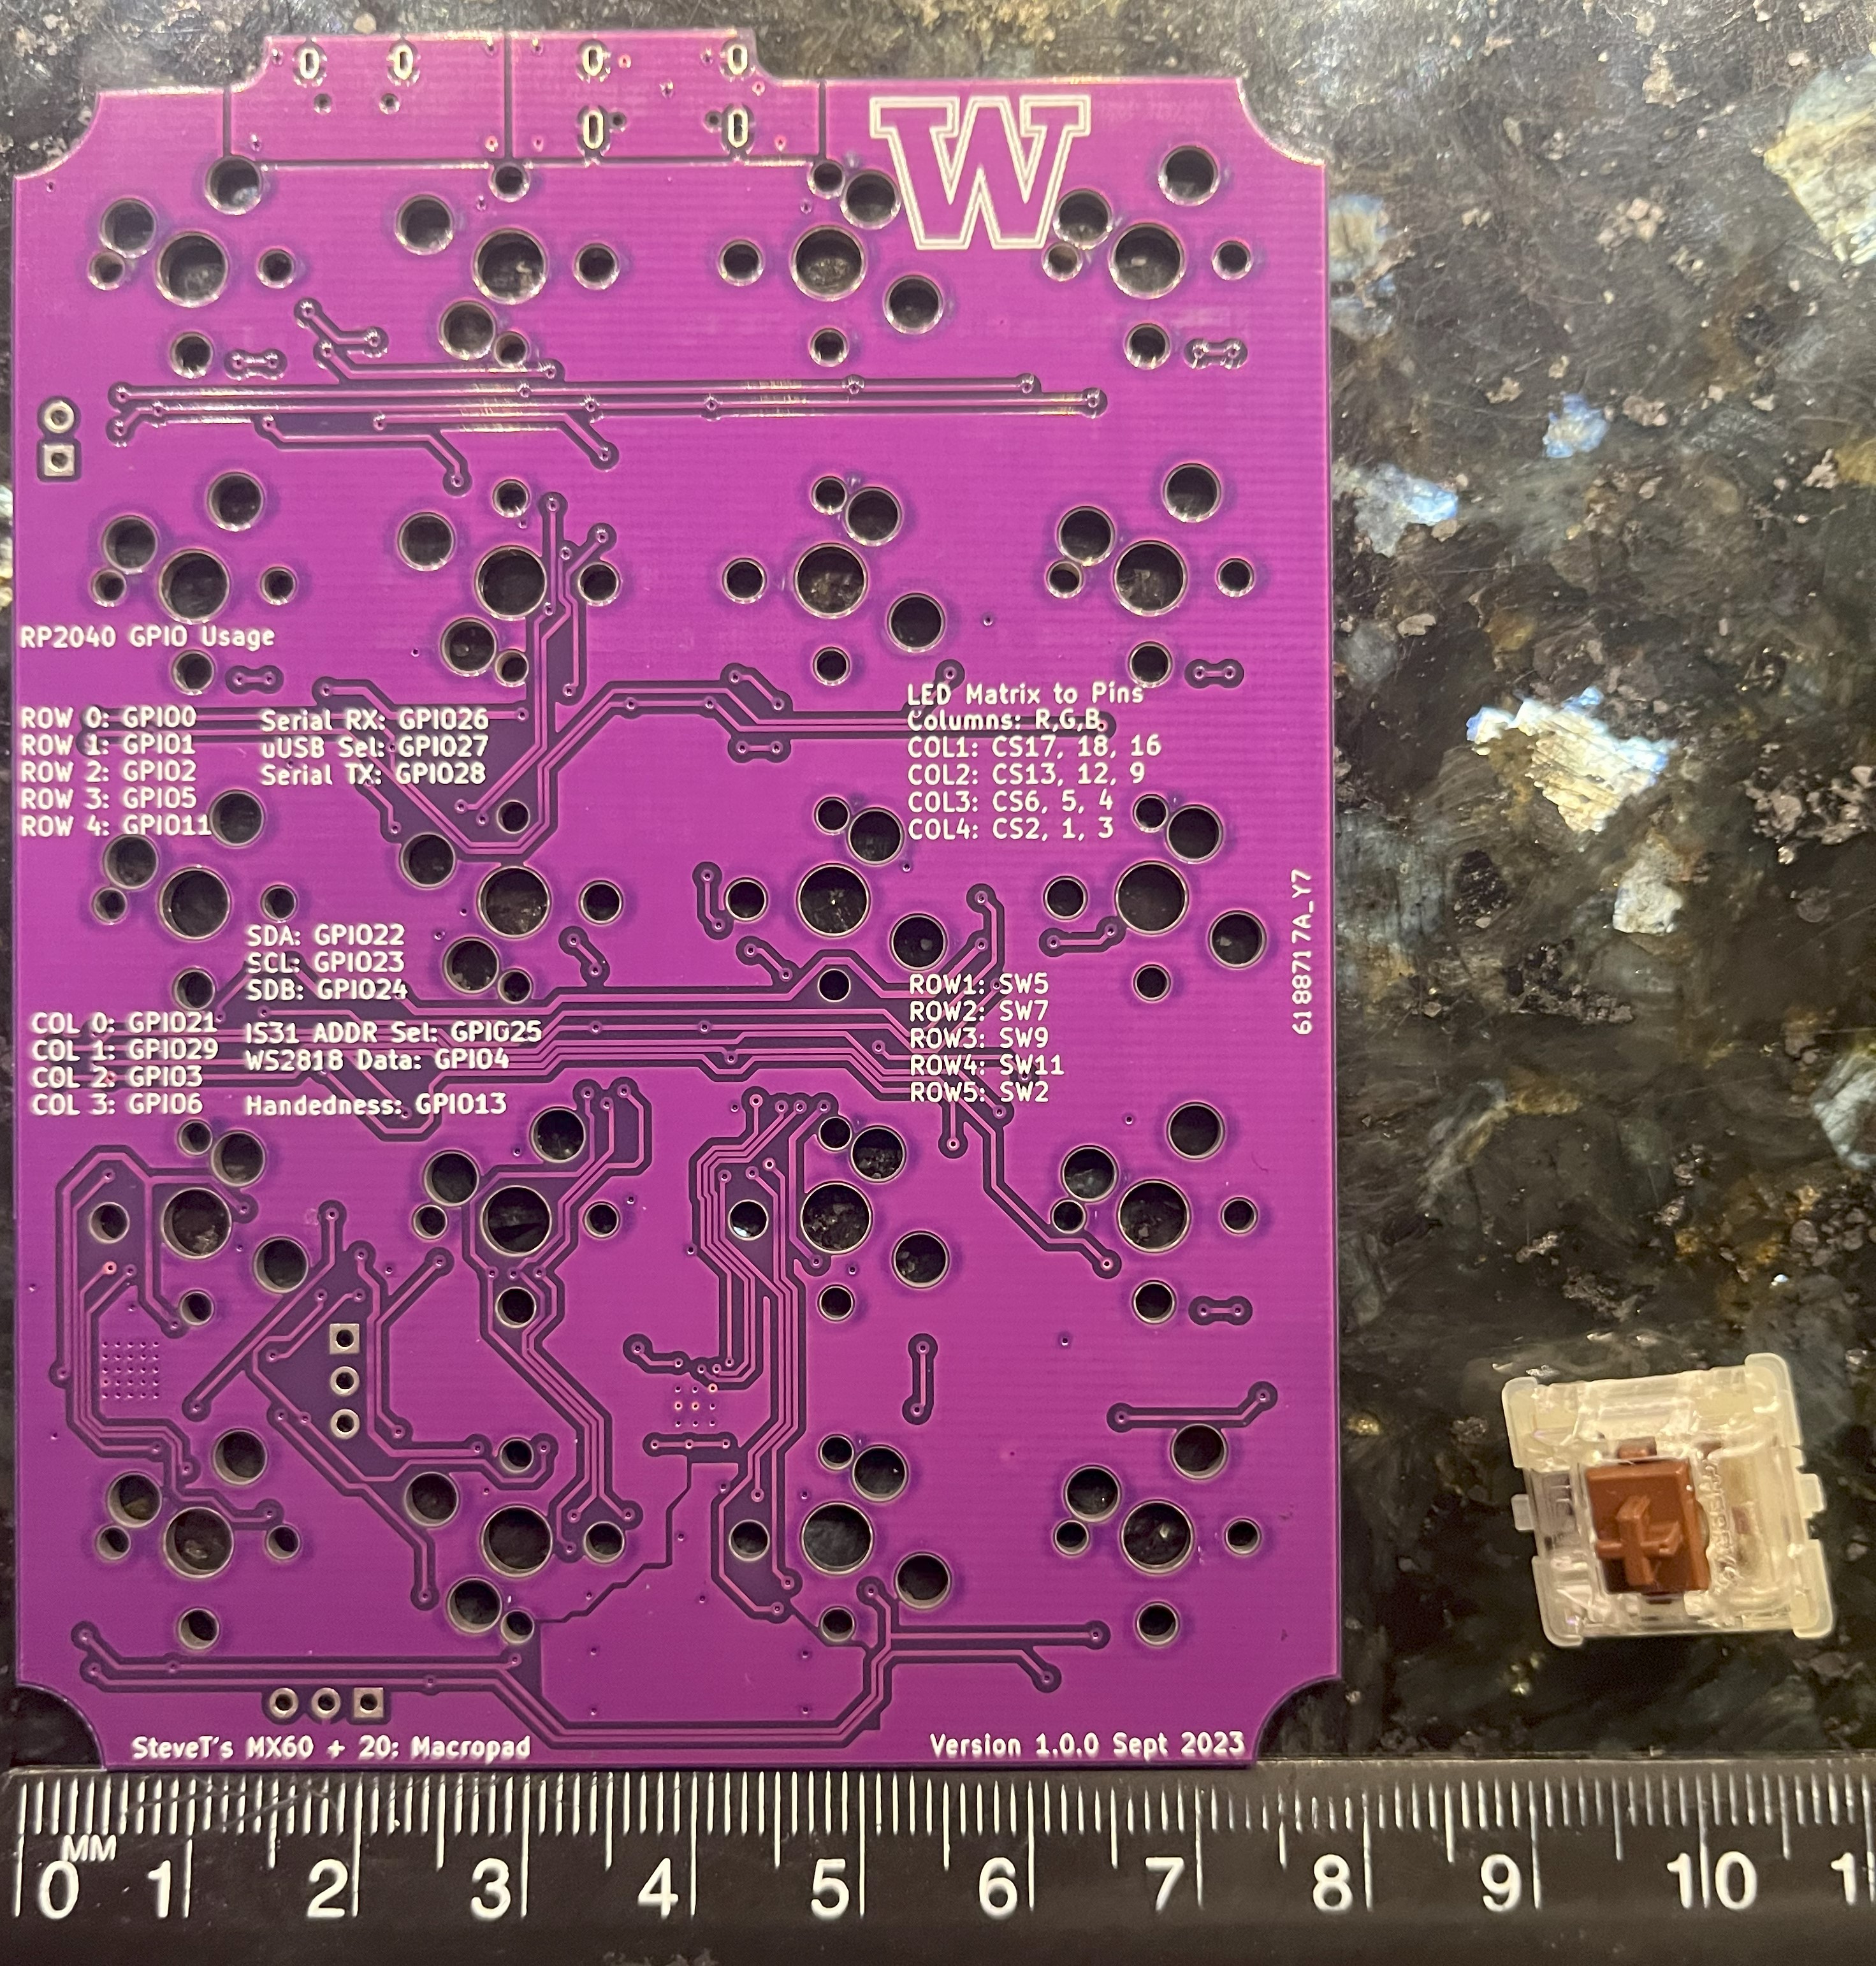 W
RP2040 GPIO Usage
ROW 0: GPIO0
ROW 1: GPIO1
ROW 2: GPIO2
ROW 3: GPIO5
ROW 4: GPIO11
Serial RX: GPIO26
uUSB Sel: GPIO27
Serial TX: GPIO28
LED Matrix to Pins
Columns: R,G,B
COL1: CS17, 18, 16
COL2: CS13, 12, 9
COL3: CS6, 5, 4
COL4: CS2, 1, 3
6188717A_Y7
SDA: GPIO22
SCL: GPIO23
SDB: GPIO24
COL 0: GPIO21
COL 1: GPIO29
COL 2: GPIO3
COL 3: GPIO6
IS31 ADDR Sel: GPIO25
WS2818 Data: GPIO4
Handedness: GPIO13
ROW1: SW5
ROW2: SW7
ROW3: SW9
ROW4: SW11
ROW5: SW2
SteveT's MX60 + 20: Macropad
Version 1.0.0 Sept 2023
MM
0 1 2 3 4 5 6 7 8 9 10